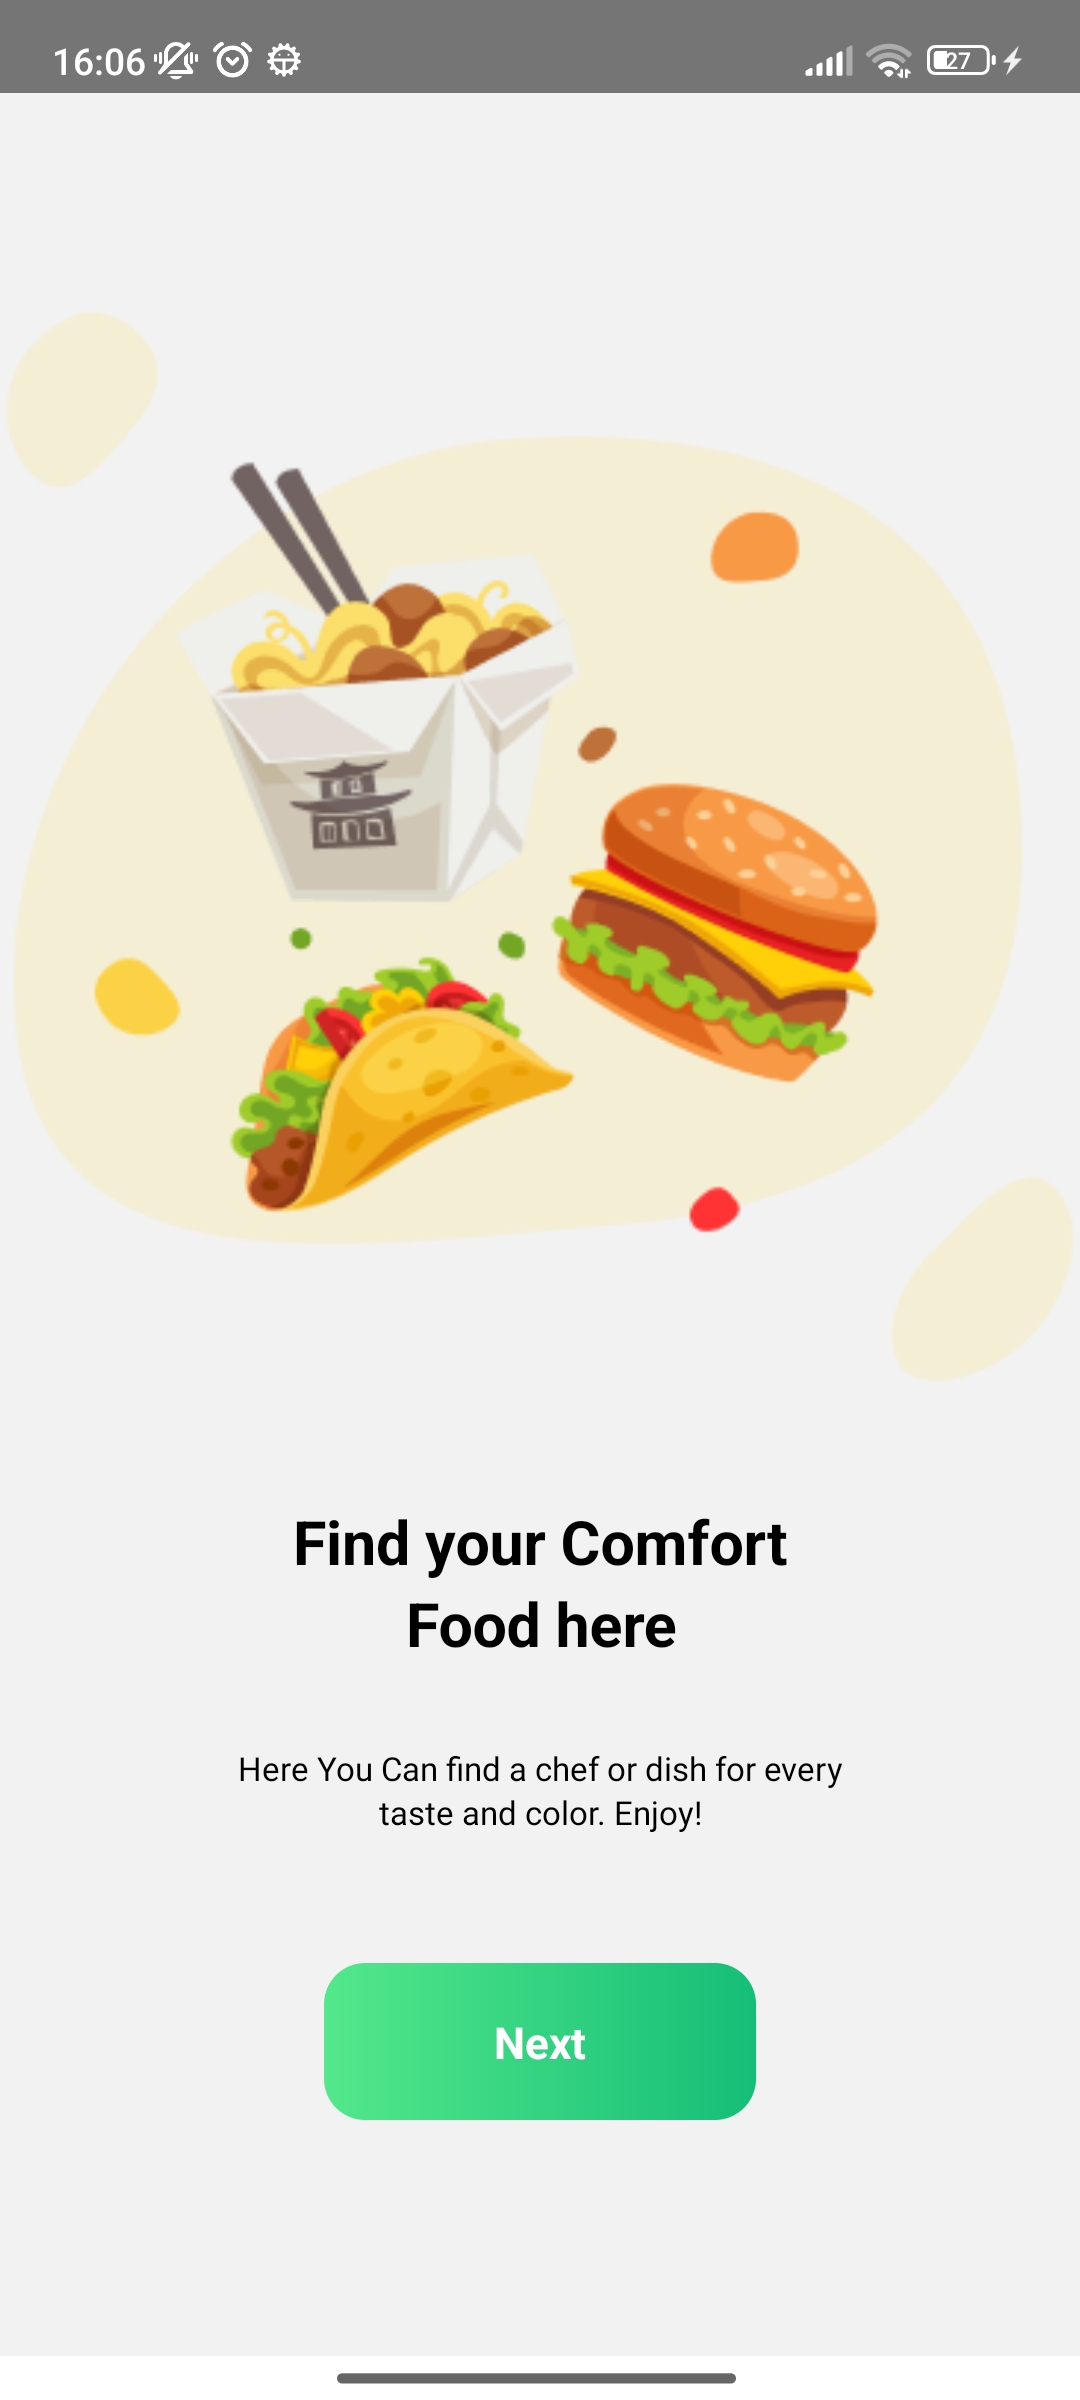 16:06
27
Find your Comfort
Food here
Here You Can find a chef or dish for every
taste and color. Enjoy!
Next